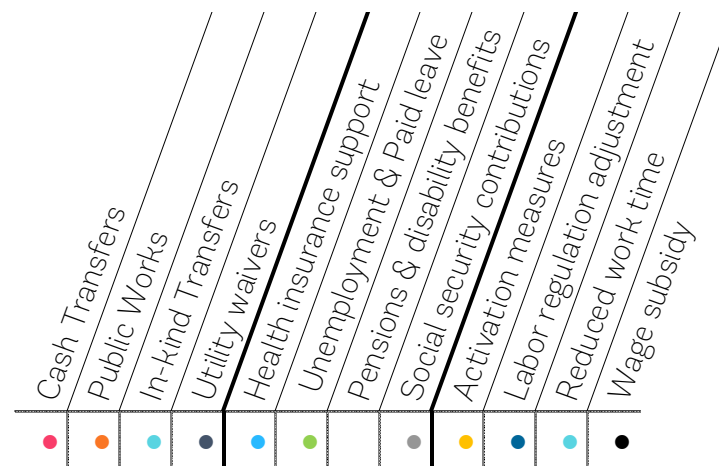 Cash Transfers
Public Works
In-kind Transfers
Utility waivers
Health insurance support
Unemployment & Paid leave
Pensions & disability benefits
Social security contributions
Activation measures
Labor regulation adjustment
Reduced work time
Wage subsidy